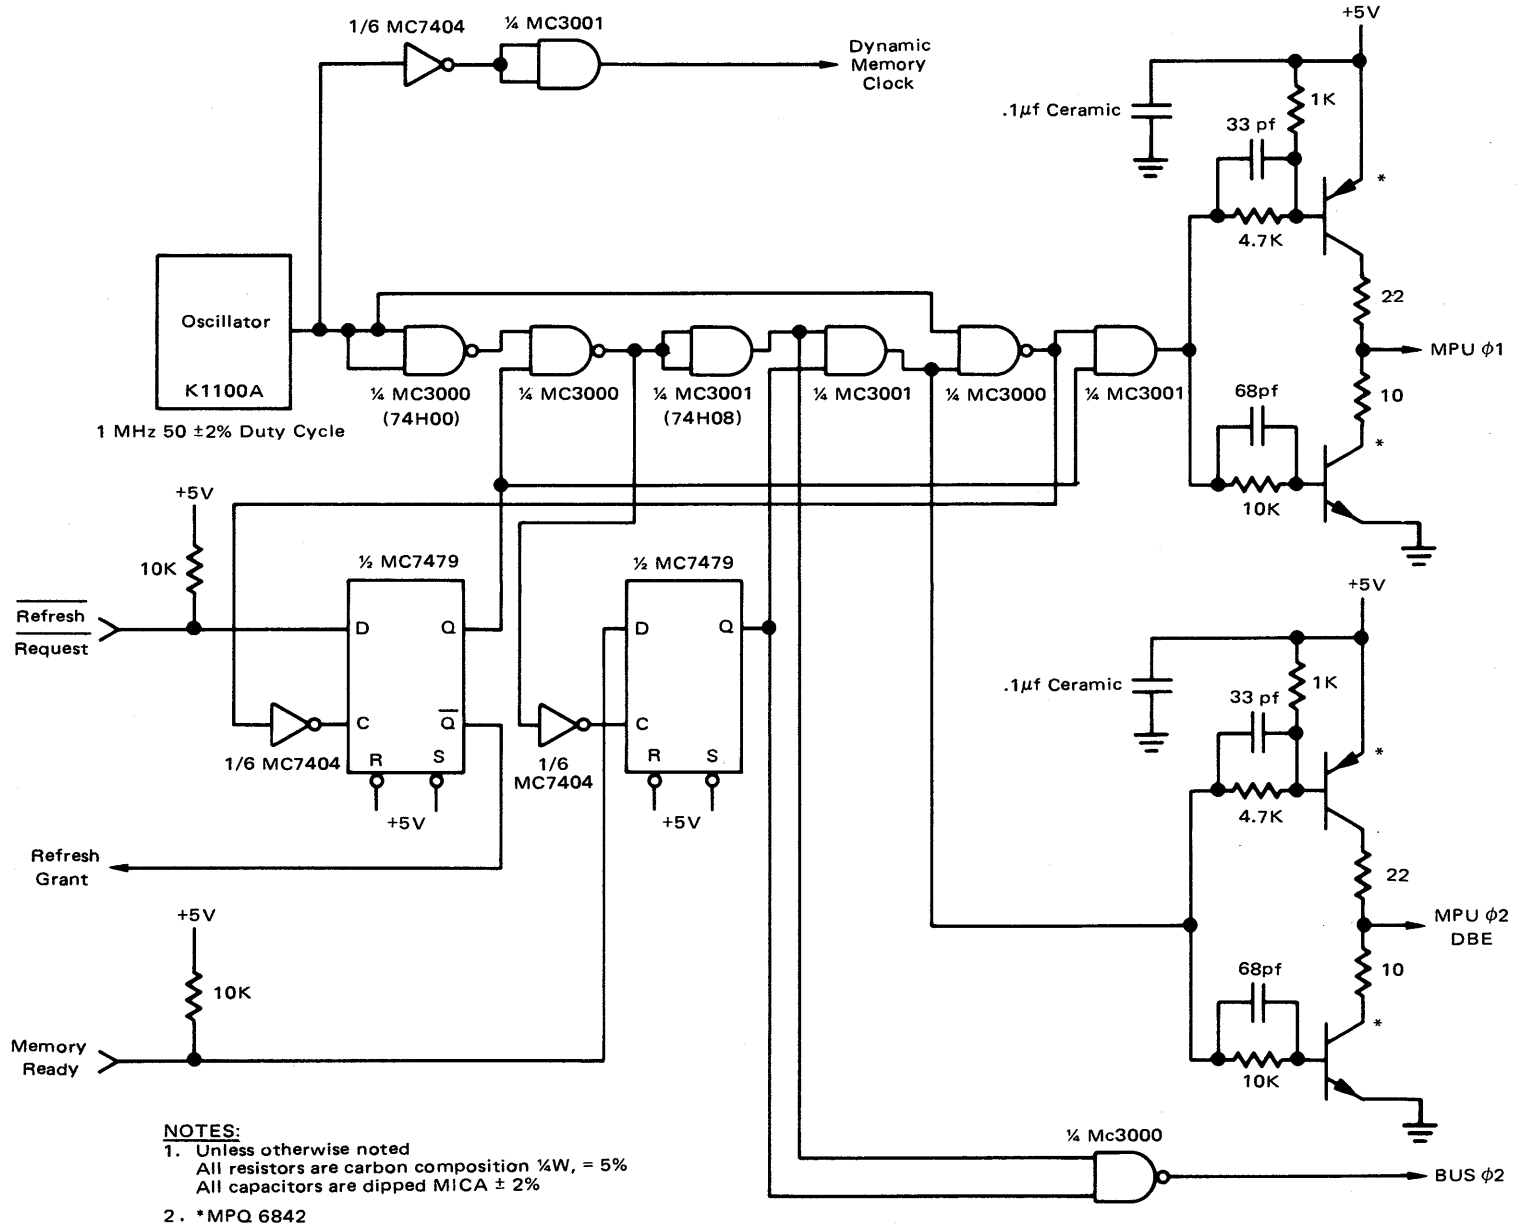 1/6 MC7404
¼ MC3001
Dynamic
Memory
Clock
+5V
.1µf Ceramic
1K
33 pf
*
4.7K
22
Oscillator
K1100A
1 MHz 50 ±2% Duty Cycle
¼ MC3000
(74H00)
¼ MC3000
¼ MC3001
(74H08)
¼ MC3001
¼ MC3000
¼ MC3001
MPU ϕ1
10
68pf
*
10K
+5V
10K
½ MC7479
½ MC7479
Refresh
Request
D
Q
C
Q
R
S
1/6 MC7404
+5V
D
Q
C
R
S
1/6
MC7404
+5V
+5V
.1µf Ceramic
1K
33 pf
*
4.7K
22
Refresh
Grant
MPU ϕ2
DBE
10
68pf
*
10K
+5V
10K
Memory
Ready
NOTES:
1. Unless otherwise noted
All resistors are carbon composition ¼W, = 5%
All capacitors are dipped MICA ± 2%
2. *MPQ 6842
¼ Mc3000
BUS ϕ2